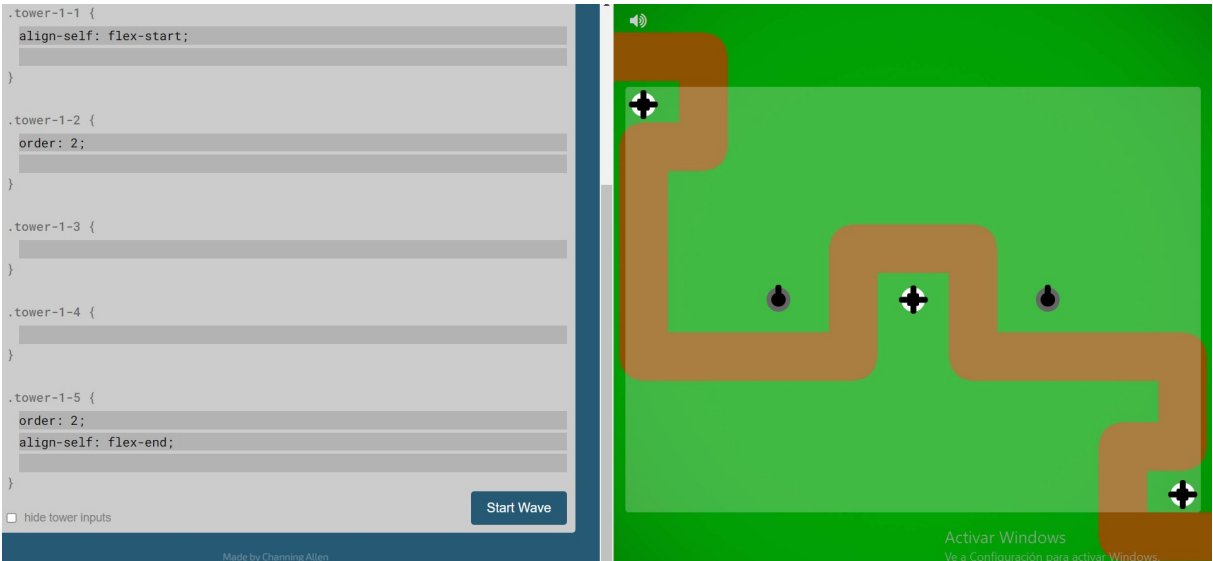 .tower-1-1 {
align-self: flex-start;
}
.tower-1-2 {
order: 2;
}
.tower-1-3 {
}
.tower-1-4 {
}
.tower-1-5 {
order: 2;
align-self: flex-end;
}
hide tower inputs
Start Wave
Made by Channing Allen
Activar Windows
Ve a Configuración para activar Windows.